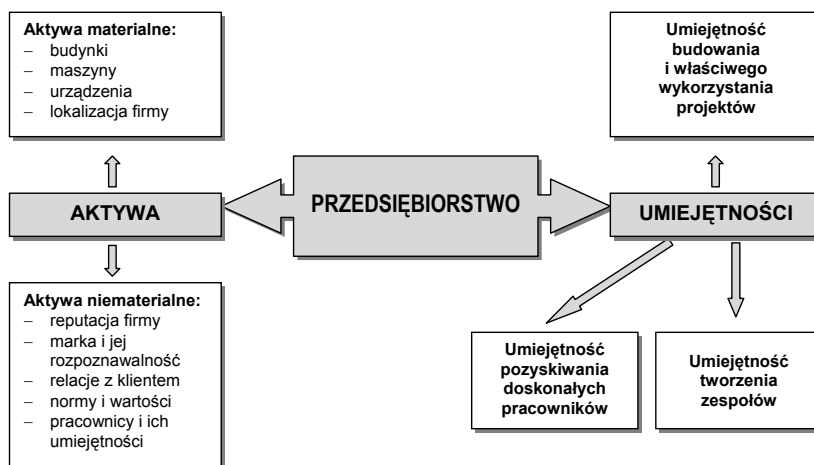 Aktywa materialne:
– budynki
– maszyny
– urządzenia
– lokalizacja firmy
Umiejętność
budowania
i właściwego
wykorzystania
projektów
AKTYWA
PRZEDSIĘBIORSTWO
UMIEJĘTNOŚCI
Aktywa niematerialne:
– reputacja firmy
– marka i jej
rozpoznawalność
– relacje z klientem
– normy i wartości
– pracownicy i ich
umiejętności
Umiejętność
pozyskiwania
doskonałych
pracowników
Umiejętność
tworzenia
zespołów